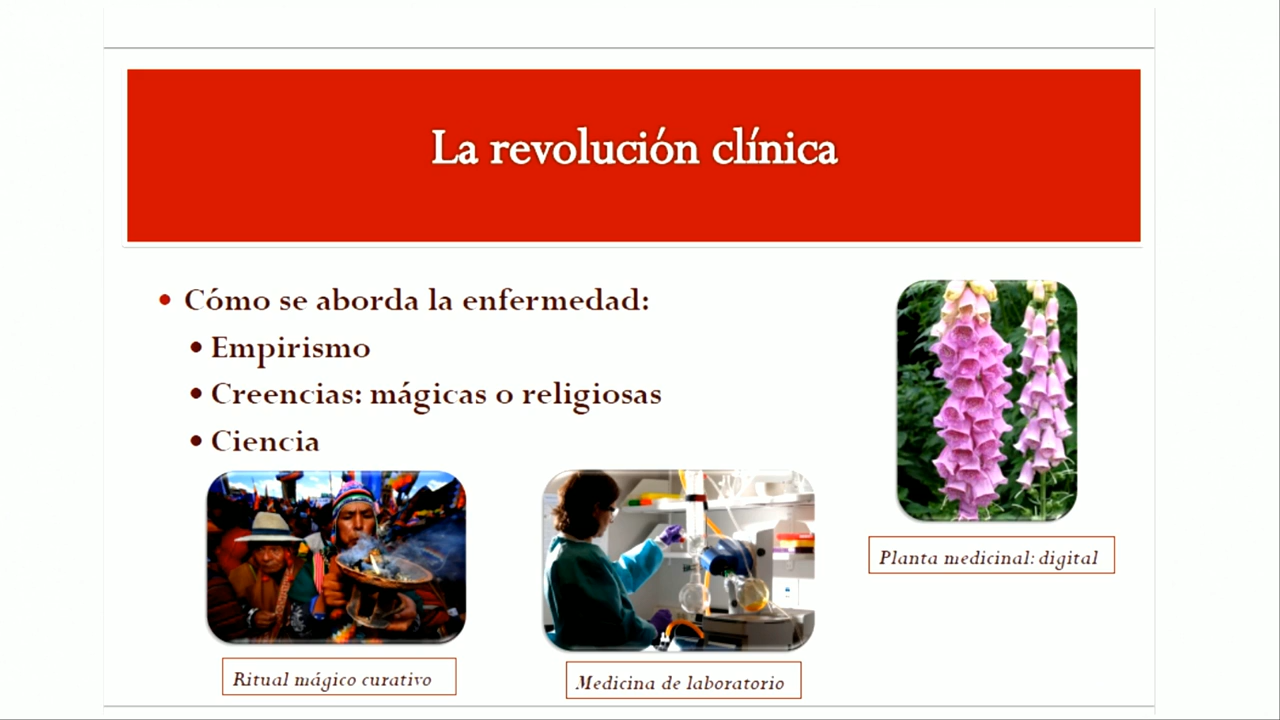 La revolución clínica
• Cómo se aborda la enfermedad:
• Empirismo
• Creencias: mágicas o religiosas
• Ciencia
Planta medicinal: digital
Ritual mágico curativo
Medicina de laboratorio